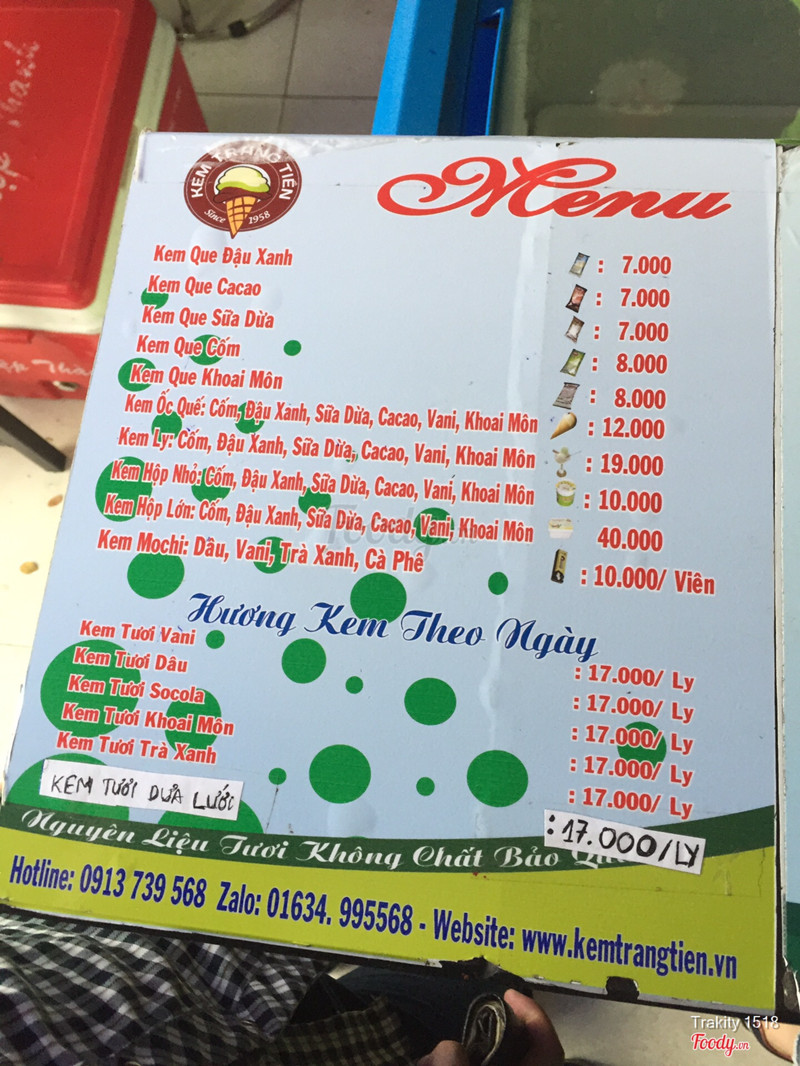 KEM TRANG TIỀN
Since 1958
Menu
Kem Que Đậu Xanh : 7.000
Kem Que Cacao : 7.000
Kem Que Sữa Dừa : 7.000
Kem Que Cốm : 8.000
Kem Que Khoai Môn : 8.000
Kem Ốc Quế: Cốm, Đậu Xanh, Sữa Dừa, Cacao, Vani, Khoai Môn : 12.000
Kem Ly: Cốm, Đậu Xanh, Sữa Dừa, Cacao, Vani, Khoai Môn : 19.000
Kem Hộp Nhỏ: Cốm, Đậu Xanh, Sữa Dừa, Cacao, Vani, Khoai Môn : 10.000
Kem Hộp Lớn: Cốm, Đậu Xanh, Sữa Dừa, Cacao, Vani, Khoai Môn 40.000
Kem Mochi: Dầu, Vani, Trà Xanh, Cà Phê : 10.000/ Viên
Hương Kem Theo Ngày
Kem Tươi Vani : 17.000/ Ly
Kem Tươi Dâu : 17.000/ Ly
Kem Tươi Socola : 17.000/ Ly
Kem Tươi Khoai Môn : 17.000/ Ly
Kem Tươi Trà Xanh : 17.000/ Ly
KEM TƯƠI DƯA LƯỚI :17.000/LY
Nguyên Liệu Tươi Không Chất Bảo
Hotline: 0913 739 568 Zalo: 01634. 995568 - Website: www.kemtrangtien.vn
Foody.vn
Trakity 1518
Foody.vn